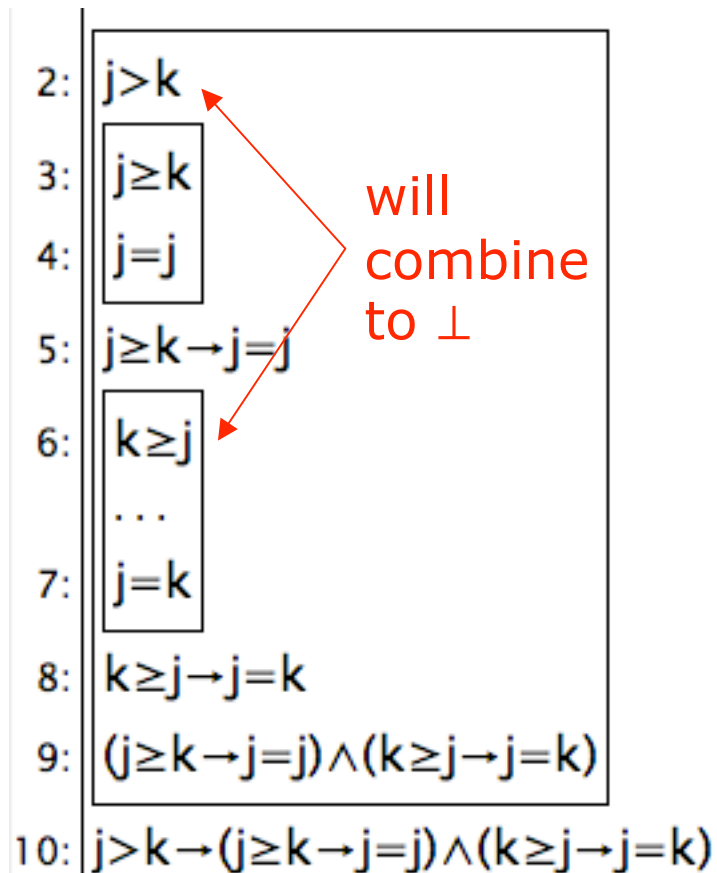 2: j>k
3: j≥k
4: j=j
will
combine
to ⊥
5: j≥k→j=j
6: k≥j
...
7: j=k
8: k≥j→j=k
9: (j≥k→j=j)∧(k≥j→j=k)
10: j>k→(j≥k→j=j)∧(k≥j→j=k)